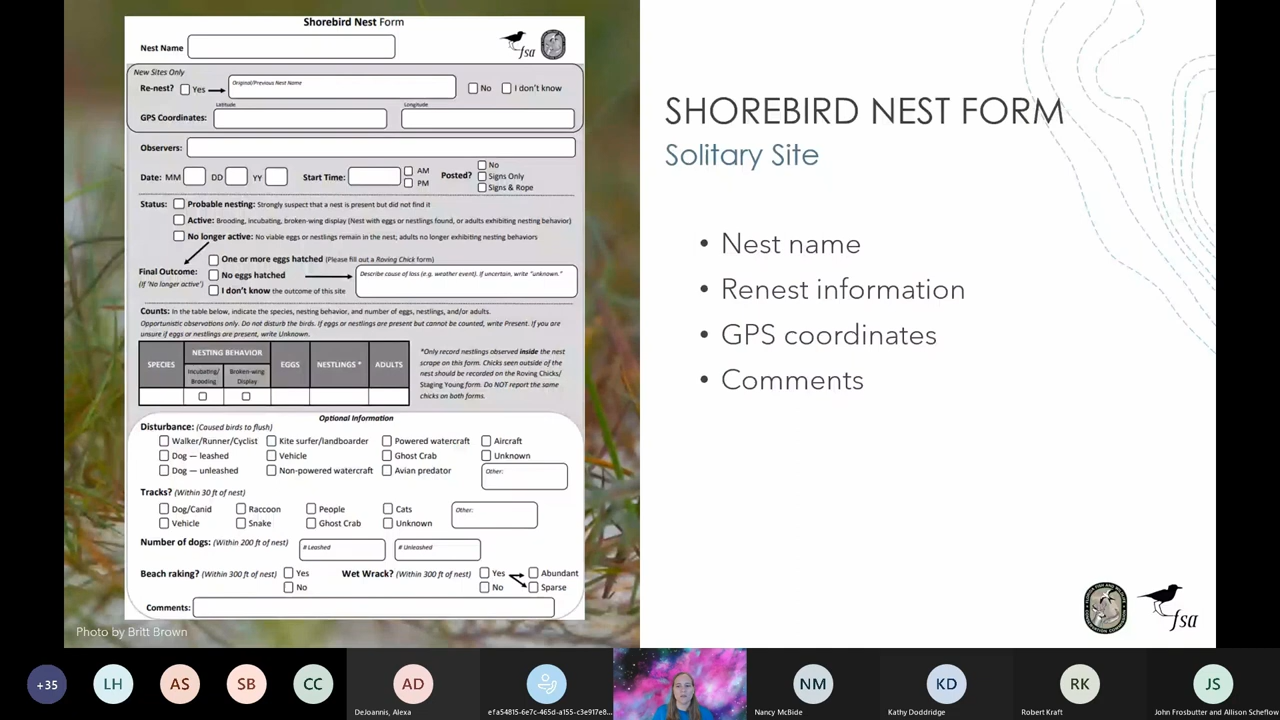 Shorebird Nest Form
Nest Name
fsa
New Sites Only
Re-nest? Yes Original/Previous Nest Name No I don't know
Latitude Longitude
GPS Coordinates:
Observers:
Date: MM DD YY Start Time: AM PM Posted? No Signs Only Signs & Rope
Status: Probable nesting: Strongly suspect that a nest is present but did not find it
Active: Brooding, incubating, broken-wing display (Nest with eggs or nestlings found, or adults exhibiting nesting behavior)
No longer active: No viable eggs or nestlings remain in the nest; adults no longer exhibiting nesting behaviors
Final Outcome:
(If 'No longer active')
One or more eggs hatched (Please fill out a Roving Chick form)
No eggs hatched
Describe cause of loss (e.g. weather event). If uncertain, write "unknown."
I don't know the outcome of this site
Counts: In the table below, indicate the species, nesting behavior, and number of eggs, nestlings, and/or adults.
Opportunistic observations only. Do not disturb the birds. If eggs or nestlings are present but cannot be counted, write Present. If you are
unsure if eggs or nestlings are present, write Unknown.
SPECIES NESTING BEHAVIOR EGGS NESTLINGS * ADULTS
Incubating/ Brooding Broken-wing Display
*Only record nestlings observed inside the nest
scrape on this form. Chicks seen outside of the
nest should be recorded on the Roving Chicks/
Staging Young form. Do NOT report the same
chicks on both forms.
Optional Information
Disturbance: (Caused birds to flush)
Walker/Runner/Cyclist Kite surfer/landboarder Powered watercraft Aircraft
Dog — leashed Vehicle Ghost Crab Unknown
Dog — unleashed Non-powered watercraft Avian predator Other:
Tracks? (Within 30 ft of nest)
Dog/Canid Raccoon People Cats Other:
Vehicle Snake Ghost Crab Unknown
Number of dogs: (Within 200 ft of nest) # Leashed # Unleashed
Beach raking? (Within 300 ft of nest) Yes Wet Wrack? (Within 300 ft of nest) Yes Abundant
No No Sparse
Comments:
Photo by Britt Brown
SHOREBIRD NEST FORM
Solitary Site
• Nest name
• Renest information
• GPS coordinates
• Comments
fsa
+35 LH AS SB CC AD NM KD RK JS
DeJoannis, Alexa
efa54815-6e7c-465d-a155-c3e917e8...
Nancy McBide
Kathy Doddridge
Robert Kraft
John Frosbutter and Allison Scheflow